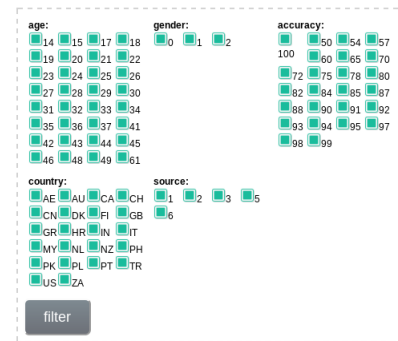 age:
14 15 17 18
19 20 21 22
23 24 25 26
27 28 29 30
31 32 33 34
35 36 37 41
42 43 44 45
46 48 49 61
gender:
0 1 2
accuracy:
100 50 54 57
60 65 70
72 75 78 80
82 84 85 87
88 90 91 92
93 94 95 97
98 99
country:
AE AU CA CH
CN DK FI GB
GR HR IN IT
MY NL NZ PH
PK PL PT TR
US ZA
source:
1 2 3 5
6
filter